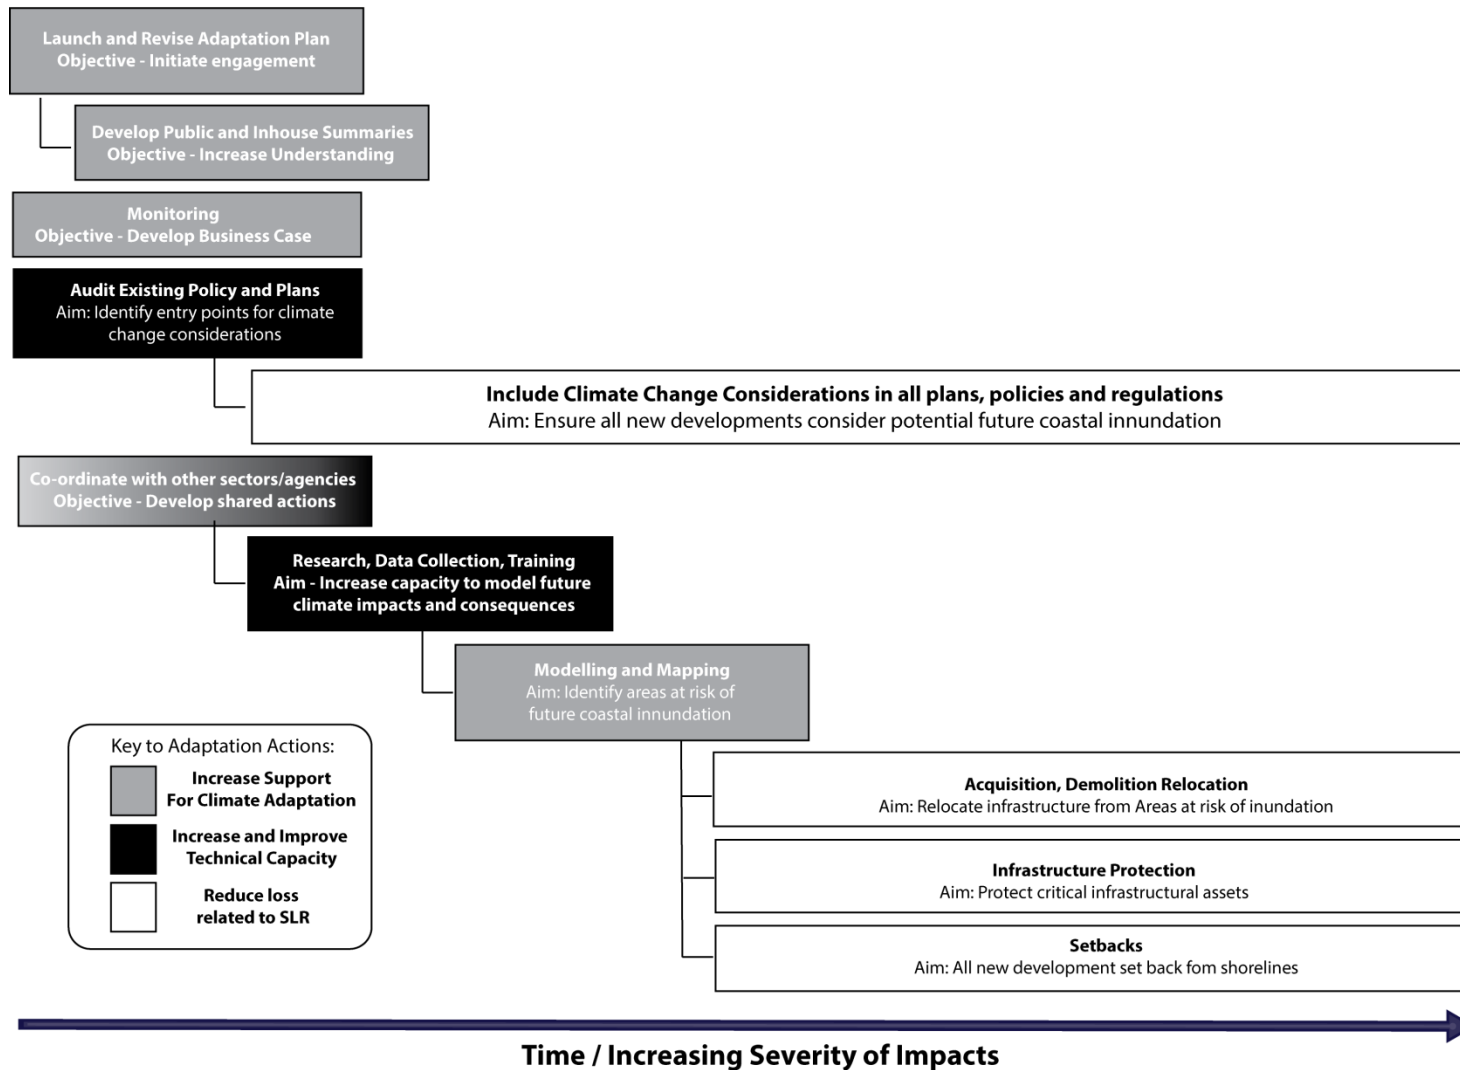 Launch and Revise Adaptation Plan
Objective - Initiate engagement
Develop Public and Inhouse Summaries
Objective - Increase Understanding
Monitoring
Objective - Develop Business Case
Audit Existing Policy and Plans
Aim: Identify entry points for climate
change considerations
Include Climate Change Considerations in all plans, policies and regulations
Aim: Ensure all new developments consider potential future coastal innundation
Co-ordinate with other sectors/agencies
Objective - Develop shared actions
Research, Data Collection, Training
Aim - Increase capacity to model future
climate impacts and consequences
Modelling and Mapping
Aim: Identify areas at risk of
future coastal innundation
Key to Adaptation Actions:
Increase Support
For Climate Adaptation
Increase and Improve
Technical Capacity
Reduce loss
related to SLR
Acquisition, Demolition Relocation
Aim: Relocate infrastructure from Areas at risk of inundation
Infrastructure Protection
Aim: Protect critical infrastructural assets
Setbacks
Aim: All new development set back fom shorelines
Time / Increasing Severity of Impacts